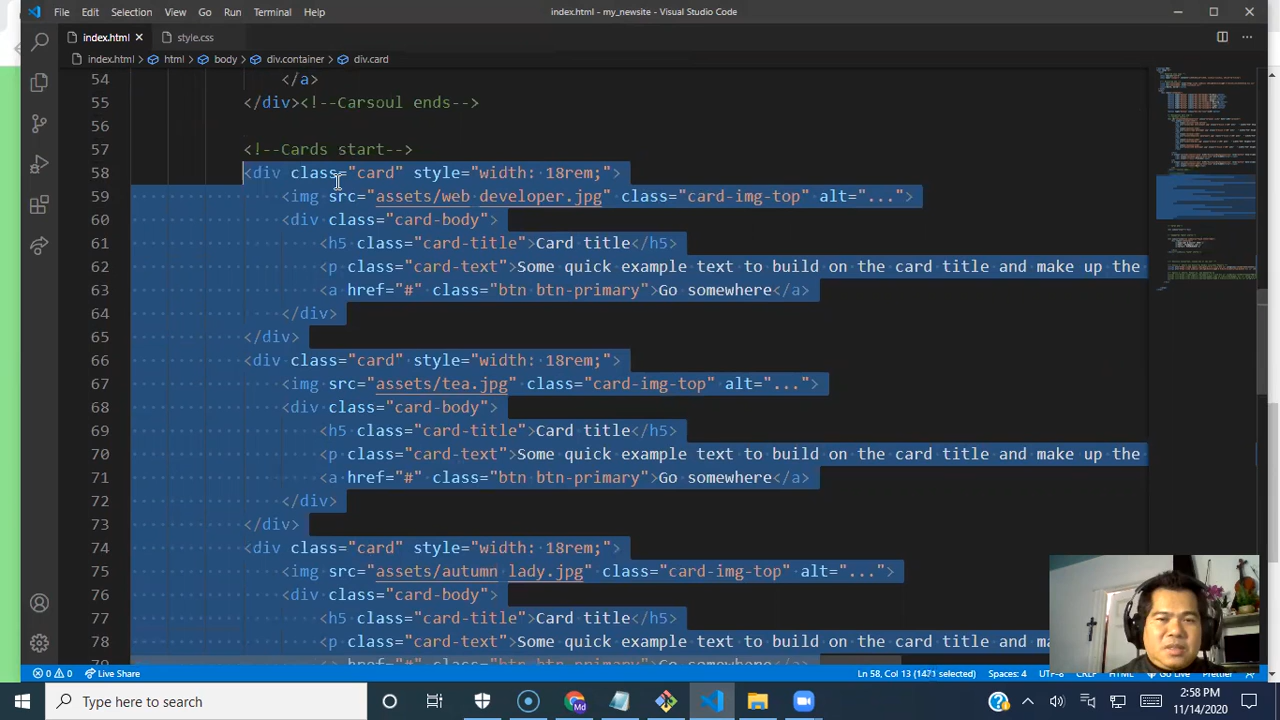 File Edit Selection View Go Run Terminal Help index.html - my_newsite - Visual Studio Code
index.html style.css
index.html > html > body > div.container > div.card
54 </a>
55 </div><!--Carsoul ends-->
56
57 <!--Cards start-->
58 <div class="card" style="width: 18rem;">
59 <img src="assets/web developer.jpg" class="card-img-top" alt="...">
60 <div class="card-body">
61 <h5 class="card-title">Card title</h5>
62 <p class="card-text">Some quick example text to build on the card title and make up the
63 <a href="#" class="btn btn-primary">Go somewhere</a>
64 </div>
65 </div>
66 <div class="card" style="width: 18rem;">
67 <img src="assets/tea.jpg" class="card-img-top" alt="...">
68 <div class="card-body">
69 <h5 class="card-title">Card title</h5>
70 <p class="card-text">Some quick example text to build on the card title and make up the
71 <a href="#" class="btn btn-primary">Go somewhere</a>
72 </div>
73 </div>
74 <div class="card" style="width: 18rem;">
75 <img src="assets/autumn lady.jpg" class="card-img-top" alt="...">
76 <div class="card-body">
77 <h5 class="card-title">Card title</h5>
78 <p class="card-text">Some quick example text to build on the card title and ma
79 <a href="#" class="btn btn-primary">Go somewhere</a>
0 0 Live Share Ln 58, Col 13 (1471 selected) Spaces: 4 UTF-8 CRLF HTML Go Live Prettier
Type here to search
2:58 PM
11/14/2020